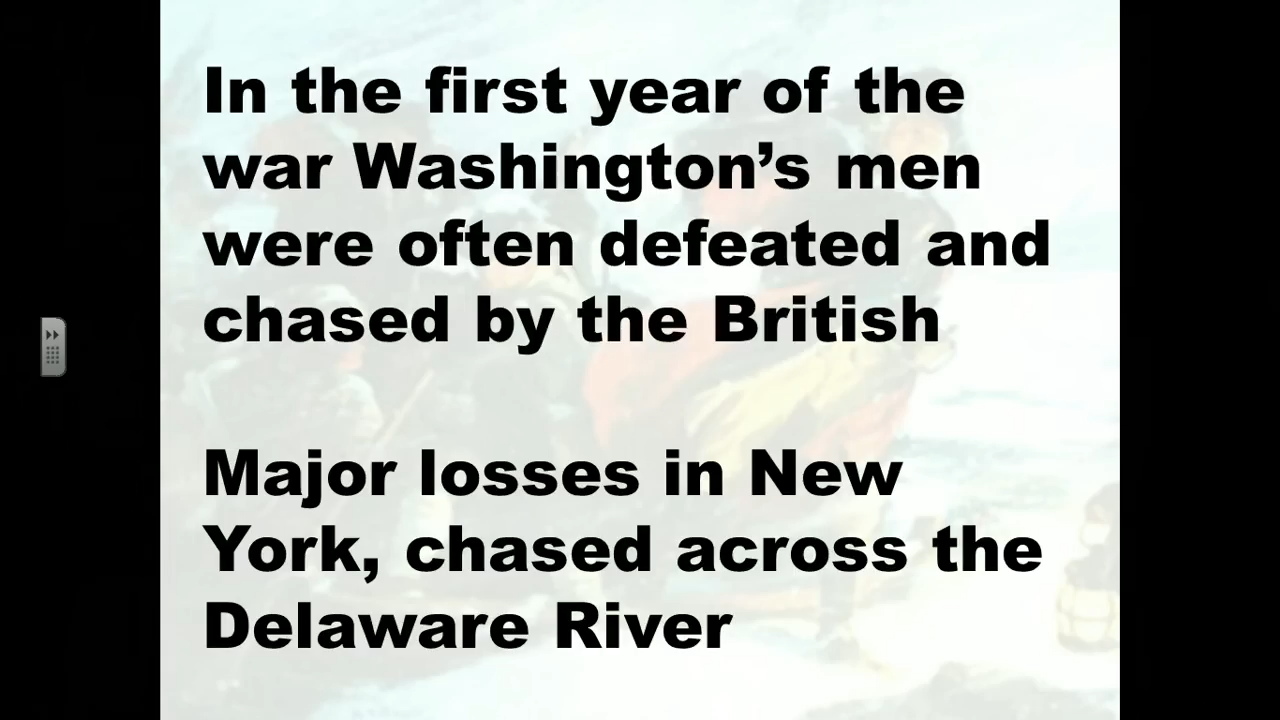 In the first year of the
war Washington’s men
were often defeated and
chased by the British
Major losses in New
York, chased across the
Delaware River